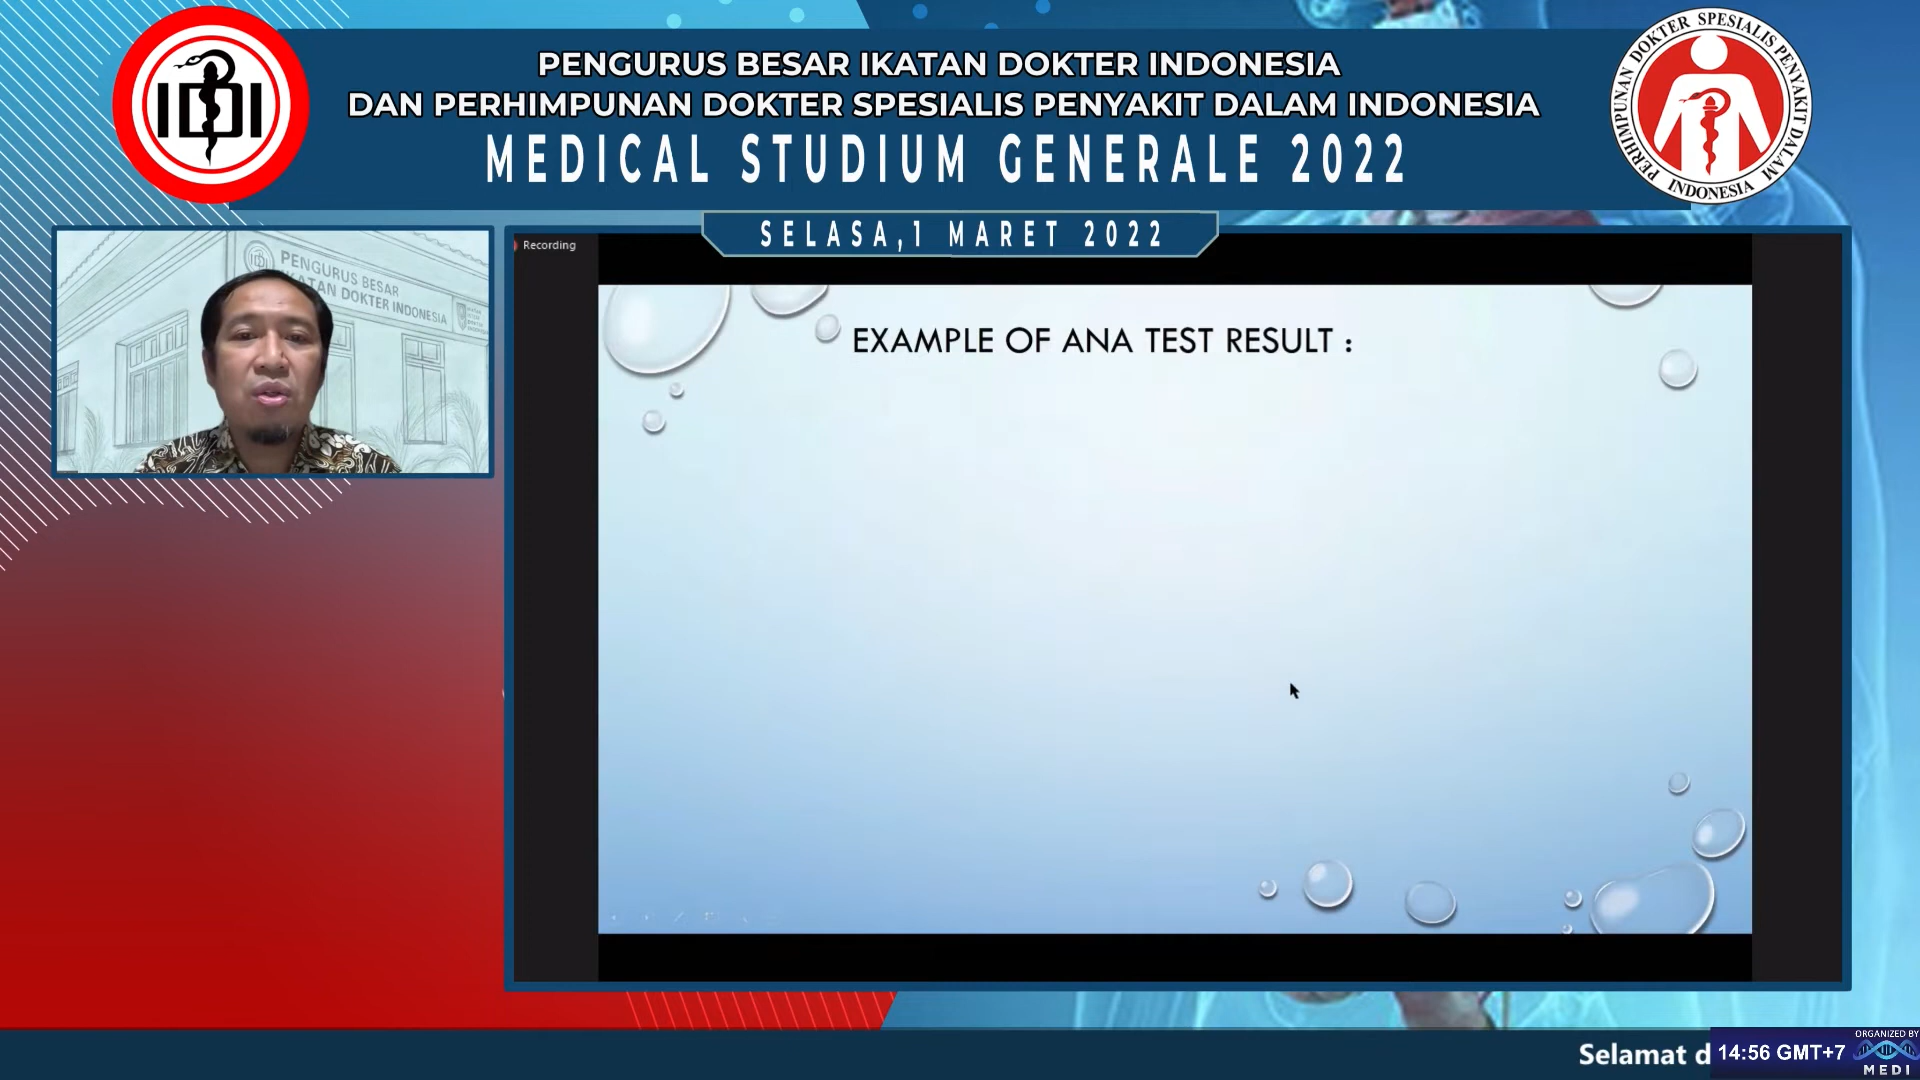 IDI
PENGURUS BESAR IKATAN DOKTER INDONESIA
DAN PERHIMPUNAN DOKTER SPESIALIS PENYAKIT DALAM INDONESIA
MEDICAL STUDIUM GENERALE 2022
PERHIMPUNAN DOKTER SPESIALIS PENYAKIT DALAM
INDONESIA
SELASA,1 MARET 2022
Recording
PENGURUS BESAR
IKATAN DOKTER INDONESIA
EXAMPLE OF ANA TEST RESULT :
Selamat d
14:56 GMT+7
ORGANIZED BY
MEDI